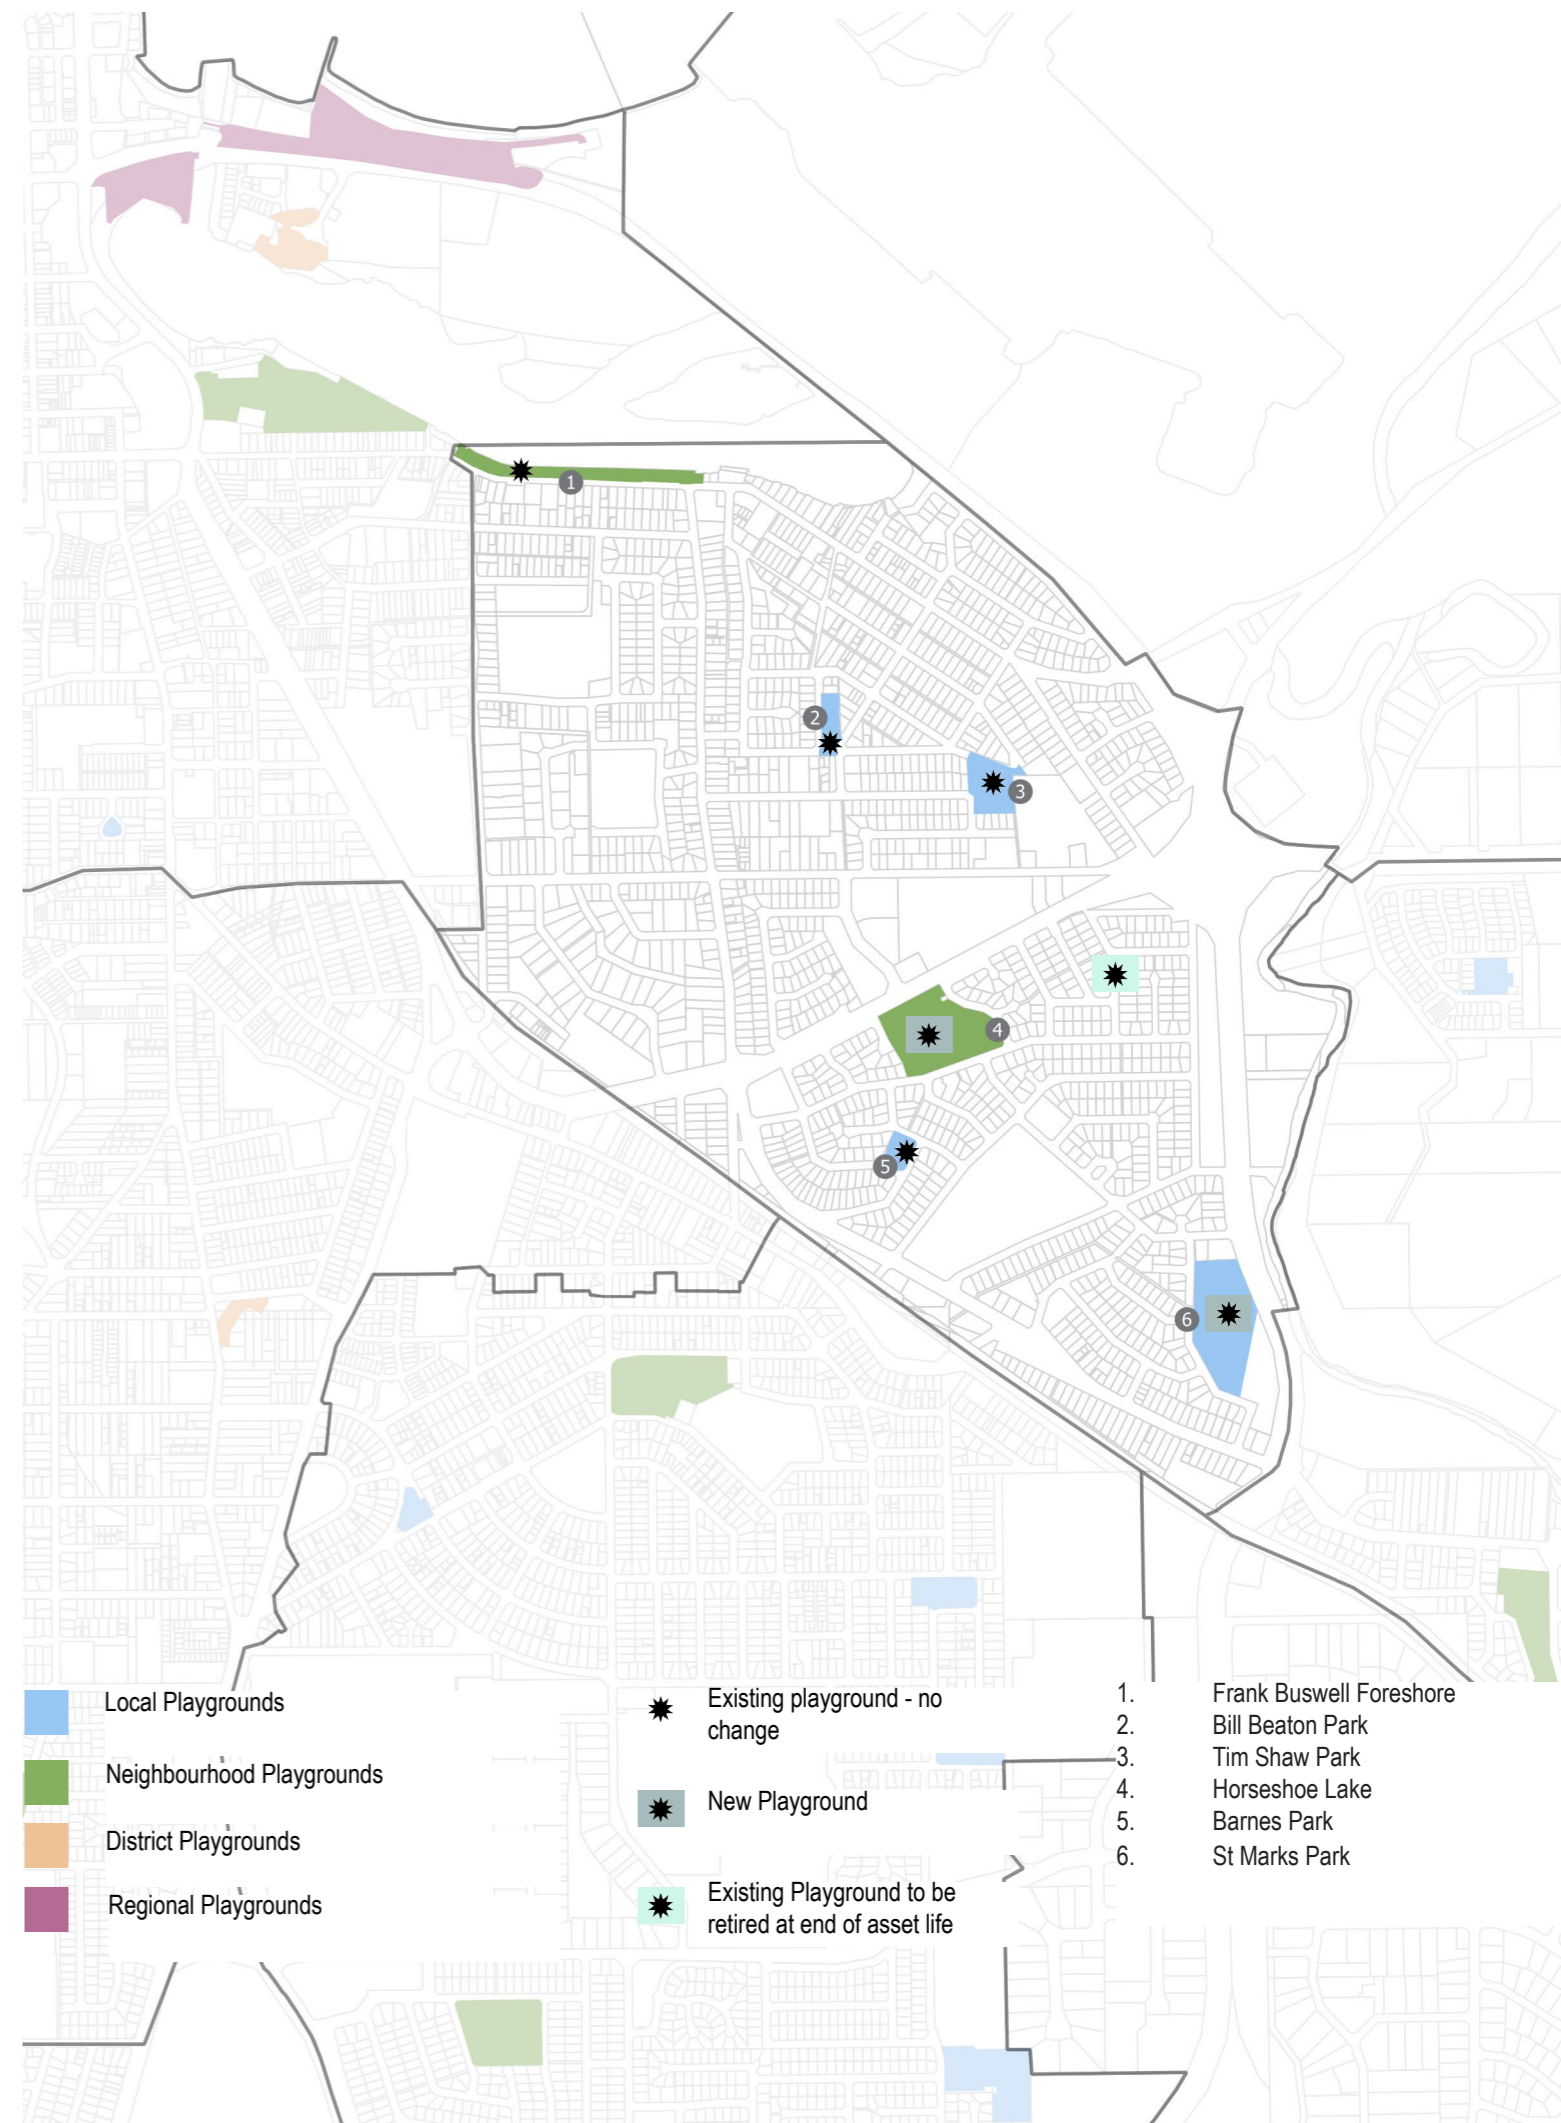 1
2
3
4
5
6
Local Playgrounds
Neighbourhood Playgrounds
District Playgrounds
Regional Playgrounds
Existing playground - no
change
New Playground
Existing Playground to be
retired at end of asset life
1. Frank Buswell Foreshore
2. Bill Beaton Park
3. Tim Shaw Park
4. Horseshoe Lake
5. Barnes Park
6. St Marks Park